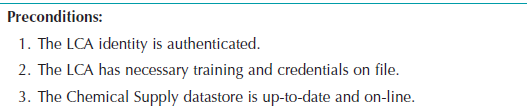 Preconditions:
1. The LCA identity is authenticated.
2. The LCA has necessary training and credentials on file.
3. The Chemical Supply datastore is up-to-date and on-line.